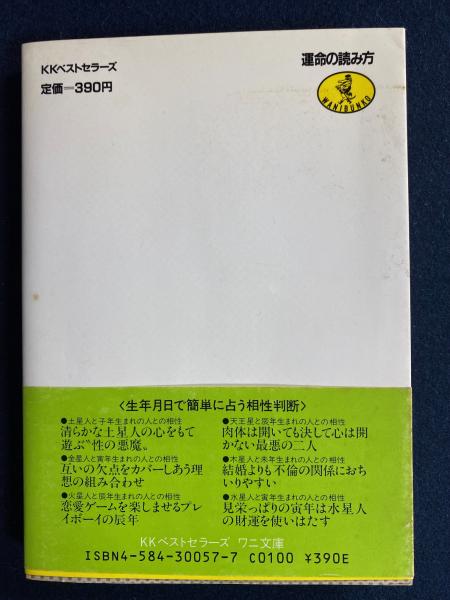 KKベストセラーズ
定価=390円
運命の読み方
WANIBUNKO
〈生年月日で簡単に占う相性判断〉
●土星人と子年生まれの人との相性
清らかな土星人の心をもて
遊ぶ〝性の悪魔〟
●金星人と寅年生まれの人との相性
互いの欠点をカバーしあう理
想の組み合わせ
●火星人と辰年生まれの人との相性
恋愛ゲームを楽しませるプレ
イボーイの辰年
●天王星と辰年生まれの人との相性
肉体は開いても決して心は開
かない最悪の二人
●木星人と未年生まれの人との相性
結婚よりも不倫の関係におち
いりやすい
●水星人と寅年生まれの人との相性
見栄っぱりの寅年は水星人
の財運を使いはたす
KKベストセラーズ ワニ文庫
ISBN4-584-30057-7 C0100 ¥390E